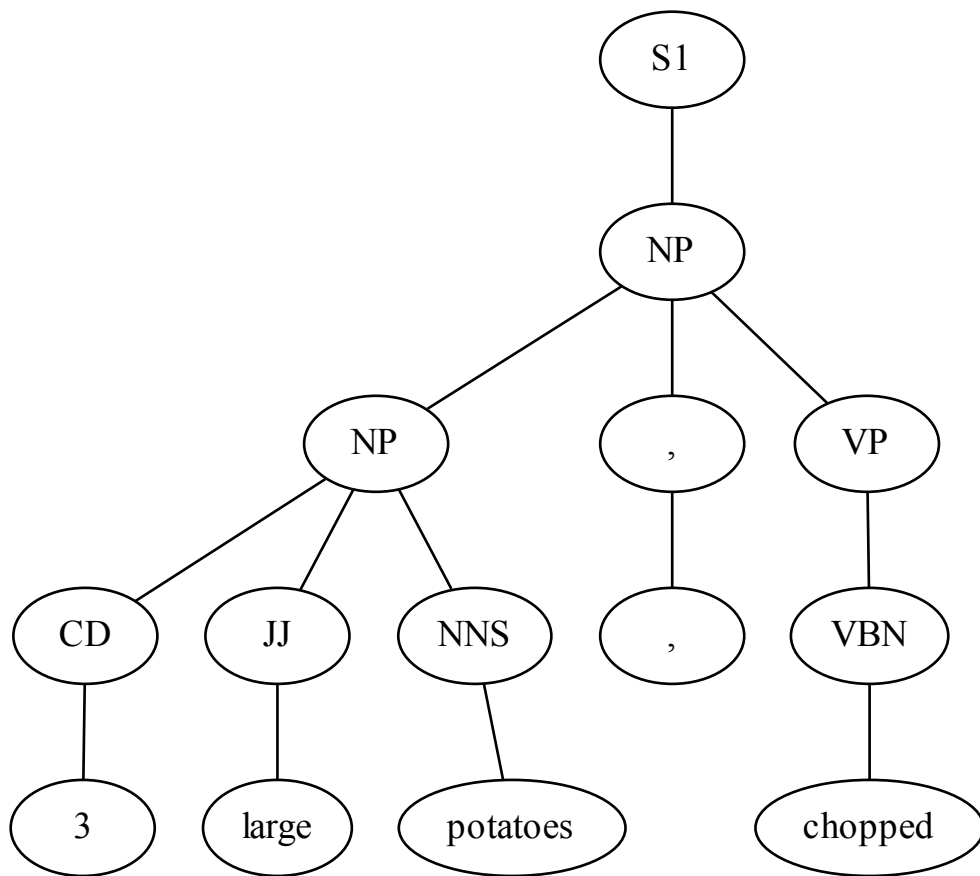 S1
NP
NP , VP
CD JJ NNS , VBN
3 large potatoes chopped